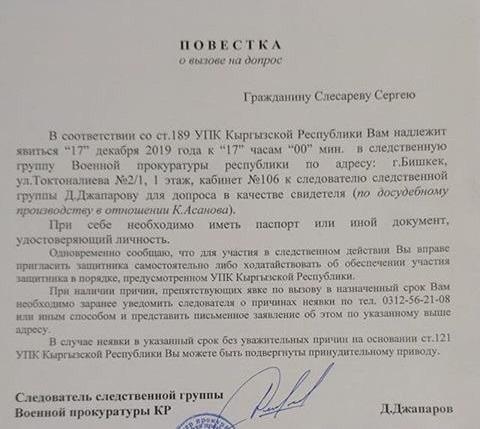 ПОВЕСТКА
о вызове на допрос
Гражданину Слесареву Сергею
В соответствии со ст.189 УПК Кыргызской Республики Вам надлежит
явиться “17” декабря 2019 года к “17” часам “00” мин. в следственную
группу Военной прокуратуры республики по адресу: г.Бишкек,
ул.Токтоналиева №2/1, 1 этаж, кабинет №106 к следователю следственной
группы Д.Джапарову для допроса в качестве свидетеля (по досудебному
производству в отношении К.Асанова).
При себе необходимо иметь паспорт или иной документ,
удостоверяющий личность.
Одновременно сообщаю, что для участия в следственном действии Вы вправе
пригласить защитника самостоятельно либо ходатайствовать об обеспечении участия
защитника в порядке, предусмотренном УПК Кыргызской Республики.
При наличии причин, препятствующих явке по вызову в назначенный срок Вам
необходимо заранее уведомить следователя о причинах неявки по тел. 0312-56-21-08
или иным способом и представить письменное заявление об этом по указанному выше
адресу.
В случае неявки в указанный срок без уважительных причин на основании ст.121
УПК Кыргызской Республики Вы можете быть подвергнуты принудительному приводу.
Следователь следственной группы
Военной прокуратуры КР Д.Джапаров